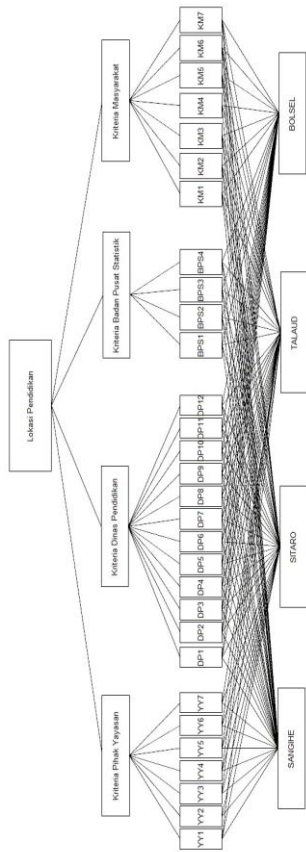 Lokasi Pendidikan
Kriteria Pihak Yayasan
Kriteria Dinas Pendidikan
Kriteria Badan Pusat Statistik
Kriteria Masyarakat
YY1
YY2
YY3
YY4
YY5
YY6
YY7
DP1
DP2
DP3
DP4
DP5
DP6
DP7
DP8
DP9
DP10
DP11
DP12
BPS1
BPS2
BPS3
BPS4
KM1
KM2
KM3
KM4
KM5
KM6
KM7
SANGIHE
SITARO
TALAUD
BOLSEL